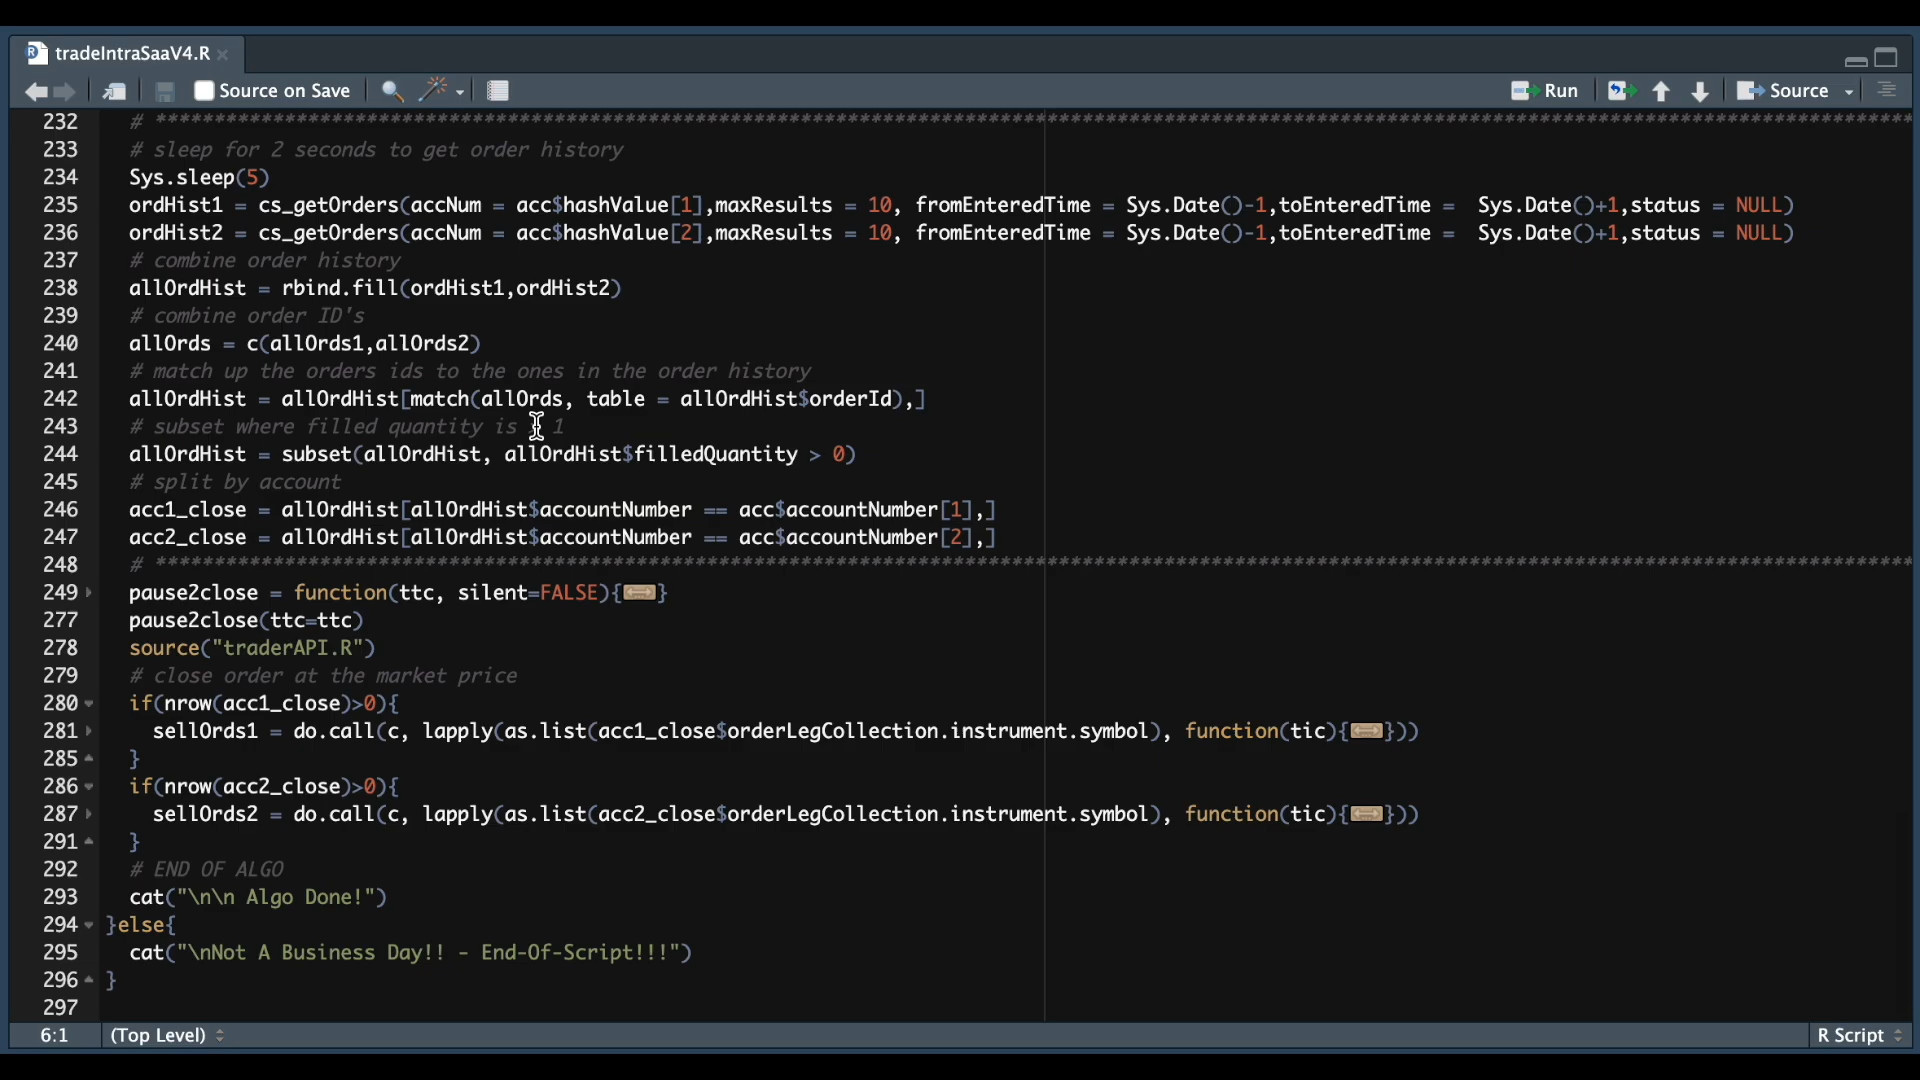 tradeIntraSaaV4.R
Source on Save
Run
Source
232 # ****************************************************************************************************************************************************
233 # sleep for 2 seconds to get order history
234 Sys.sleep(5)
235 ordHist1 = cs_getOrders(accNum = acc$hashValue[1],maxResults = 10, fromEnteredTime = Sys.Date()-1,toEnteredTime =  Sys.Date()+1,status = NULL)
236 ordHist2 = cs_getOrders(accNum = acc$hashValue[2],maxResults = 10, fromEnteredTime = Sys.Date()-1,toEnteredTime =  Sys.Date()+1,status = NULL)
237 # combine order history
238 allOrdHist = rbind.fill(ordHist1,ordHist2)
239 # combine order ID's
240 allOrds = c(allOrds1,allOrds2)
241 # match up the orders ids to the ones in the order history
242 allOrdHist = allOrdHist[match(allOrds, table = allOrdHist$orderId),]
243 # subset where filled quantity is 1
244 allOrdHist = subset(allOrdHist, allOrdHist$filledQuantity > 0)
245 # split by account
246 acc1_close = allOrdHist[allOrdHist$accountNumber == acc$accountNumber[1],]
247 acc2_close = allOrdHist[allOrdHist$accountNumber == acc$accountNumber[2],]
248 # ****************************************************************************************************************************************************
249 pause2close = function(ttc, silent=FALSE){}
277 pause2close(ttc=ttc)
278 source("traderAPI.R")
279 # close order at the market price
280 if(nrow(acc1_close)>0){
281 sellOrds1 = do.call(c, lapply(as.list(acc1_close$orderLegCollection.instrument.symbol), function(tic){}))
285 }
286 if(nrow(acc2_close)>0){
287 sellOrds2 = do.call(c, lapply(as.list(acc2_close$orderLegCollection.instrument.symbol), function(tic){}))
291 }
292 # END OF ALGO
293 cat("\n\n Algo Done!")
294 }else{
295 cat("\nNot A Business Day!! - End-Of-Script!!!")
296 }
297
6:1 (Top Level) R Script